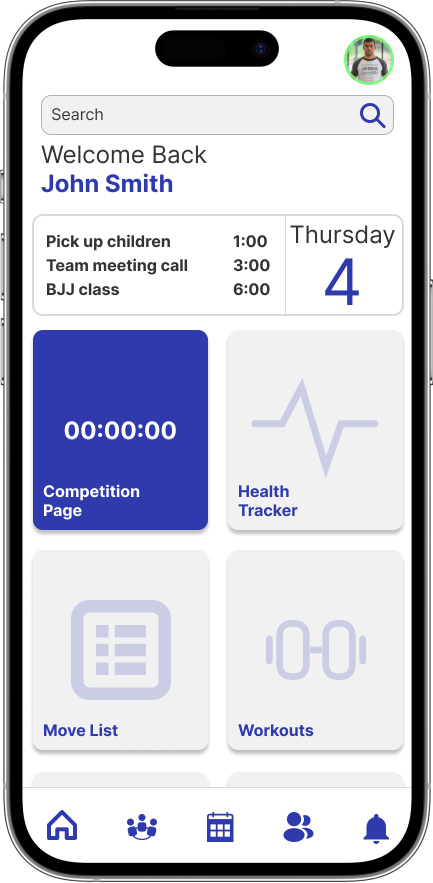 Search
Welcome Back
John Smith
Pick up children 1:00
Team meeting call 3:00
BJJ class 6:00
Thursday
4
00:00:00
Competition
Page
Health
Tracker
Move List
Workouts